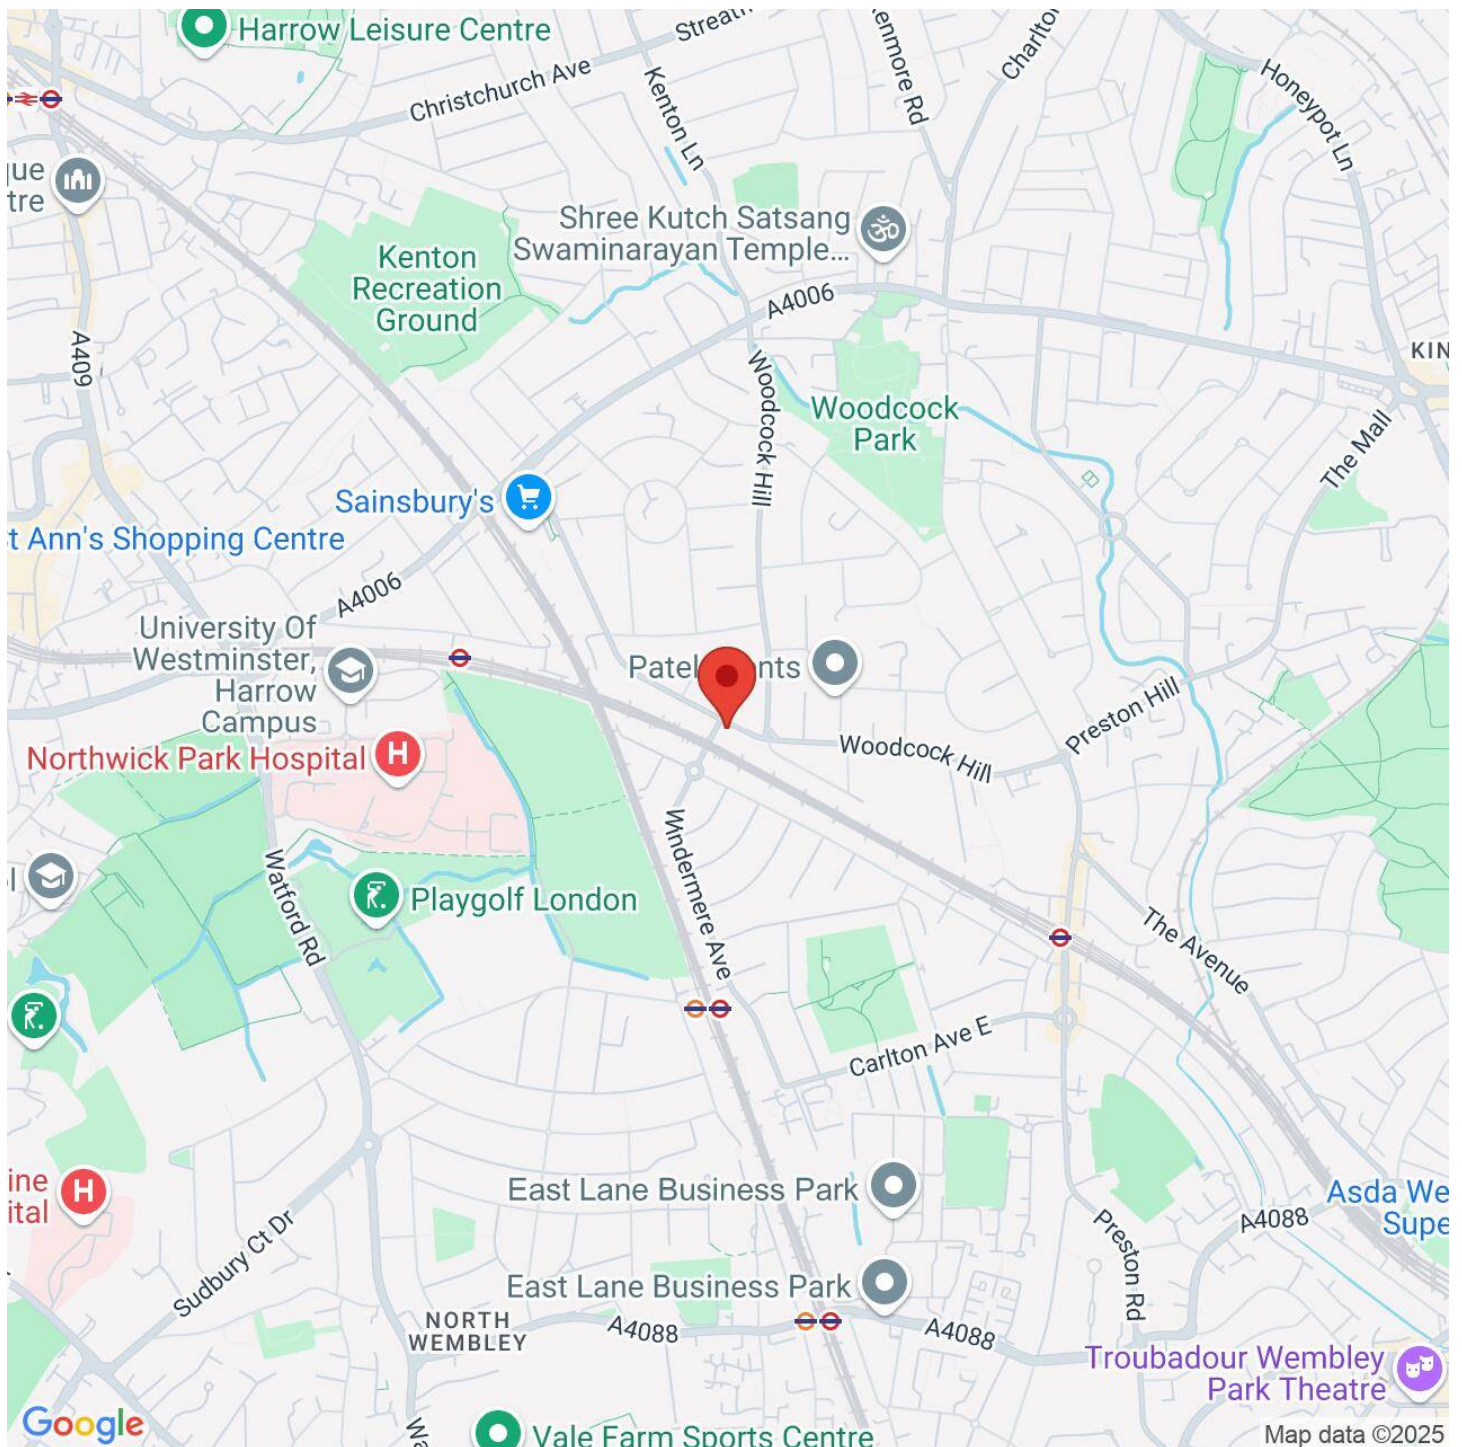 Harrow Leisure Centre
Christchurch Ave
Kenton Ln
Honeypot Ln
Shree Kutch Satsang
Swaminarayan Temple...
Kenton
Recreation
Ground
A4006
A409
KIN
Woodcock Hill
Woodcock
Park
The Mall
Sainsbury's
t Ann's Shopping Centre
A4006
University Of
Westminster,
Harrow
Campus
Northwick Park Hospital
H
Preston Hill
Woodcock Hill
Windermere Ave
Watford Rd
Playgolf London
The Avenue
Carlton Ave E
ine
ital
H
East Lane Business Park
Asda We
Supe
A4088
Preston Rd
Sudbury Ct Dr
East Lane Business Park
NORTH
WEMBLEY
A4088
A4088
Troubadour Wembley
Park Theatre
Google
Vale Farm Sports Centre
Map data ©2025